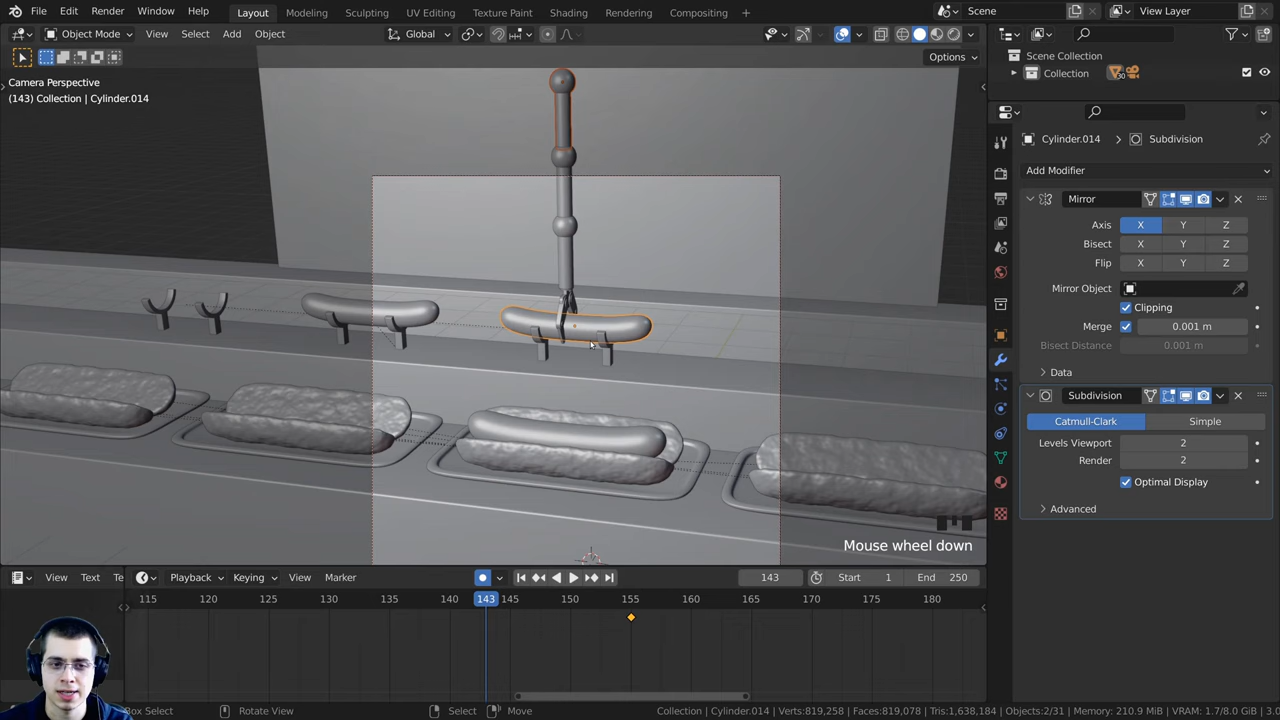 File Edit Render Window Help Layout Modeling Sculpting UV Editing Texture Paint Shading Rendering Compositing Scene View Layer
Object Mode View Select Add Object Global
Options
Camera Perspective
(143) Collection | Cylinder.014
Scene Collection
Collection 30
Cylinder.014 Subdivision
Add Modifier
Mirror
Axis X Y Z
Bisect X Y Z
Flip X Y Z
Mirror Object
Clipping
Merge 0.001 m
Bisect Distance 0.001 m
Data
Subdivision
Catmull-Clark Simple
Levels Viewport 2
Render 2
Optimal Display
Advanced
Mouse wheel down
View Text Te Playback Keying View Marker 143 Start 1 End 250
115 120 125 130 135 140 143 145 150 155 160 165 170 175 180
Box Select Rotate View Select Move Collection | Cylinder.014 | Verts:819,258 | Faces:819,078 | Tris:1,638,184 | Objects:2/31 | Memory: 210.9 MiB | VRAM: 1.7/8.0 GiB | 3.0